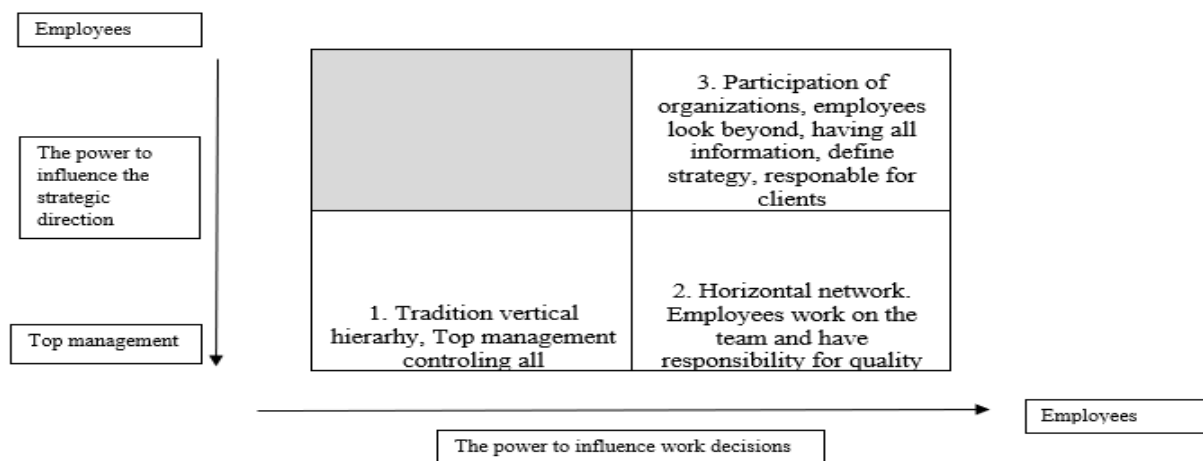 Employees
The power to
influence the
strategic
direction
Top management
3. Participation of
organizations, employees
look beyond, having all
information, define
strategy, responable for
clients
1. Tradition vertical
hierarchy, Top management
controling all
2. Horizontal network.
Employees work on the
team and have
responsibility for quality
Employees
The power to influence work decisions